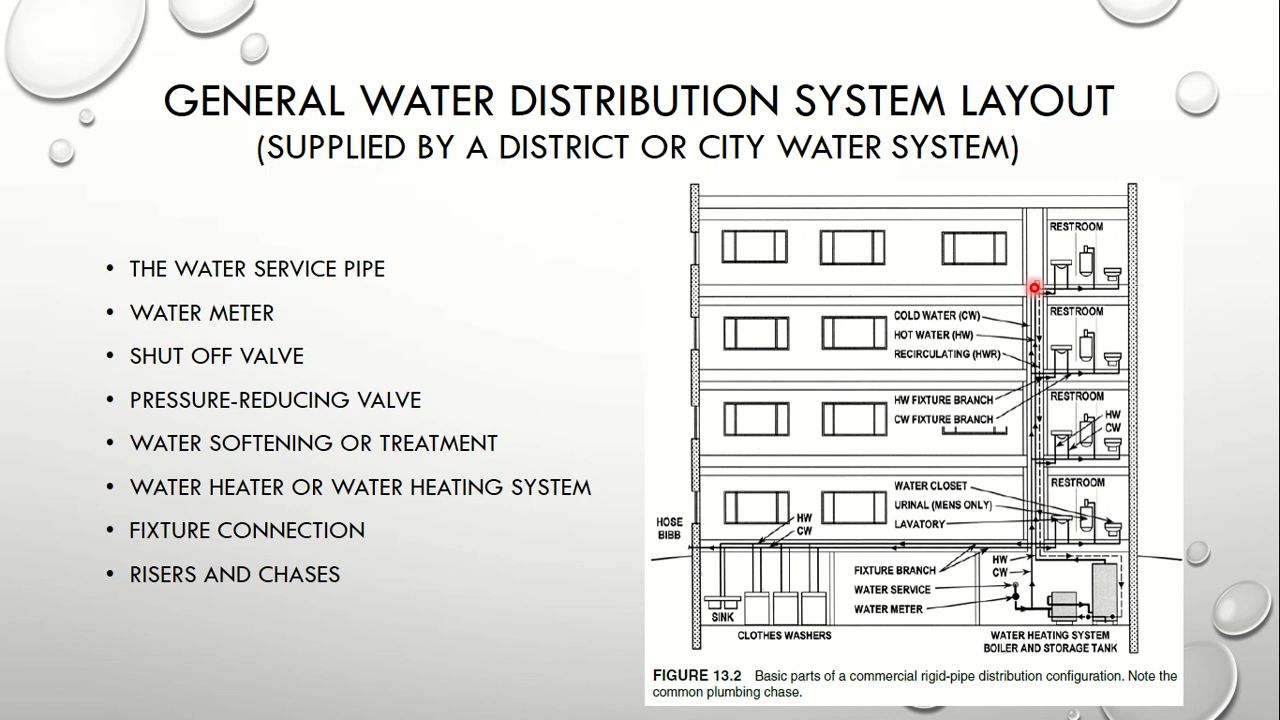 GENERAL WATER DISTRIBUTION SYSTEM LAYOUT
(SUPPLIED BY A DISTRICT OR CITY WATER SYSTEM)
• THE WATER SERVICE PIPE
• WATER METER
• SHUT OFF VALVE
• PRESSURE-REDUCING VALVE
• WATER SOFTENING OR TREATMENT
• WATER HEATER OR WATER HEATING SYSTEM
• FIXTURE CONNECTION
• RISERS AND CHASES
RESTROOM
COLD WATER (CW)
HOT WATER (HW)
RECIRCULATING (HWR)
RESTROOM
HW FIXTURE BRANCH
CW FIXTURE BRANCH
RESTROOM
HW
CW
WATER CLOSET
URINAL (MENS ONLY)
LAVATORY
RESTROOM
HOSE
BIBB
HW
CW
FIXTURE BRANCH
WATER SERVICE
WATER METER
HW
CW
SINK
CLOTHES WASHERS
WATER HEATING SYSTEM
BOILER AND STORAGE TANK
FIGURE 13.2 Basic parts of a commercial rigid-pipe distribution configuration. Note the
common plumbing chase.